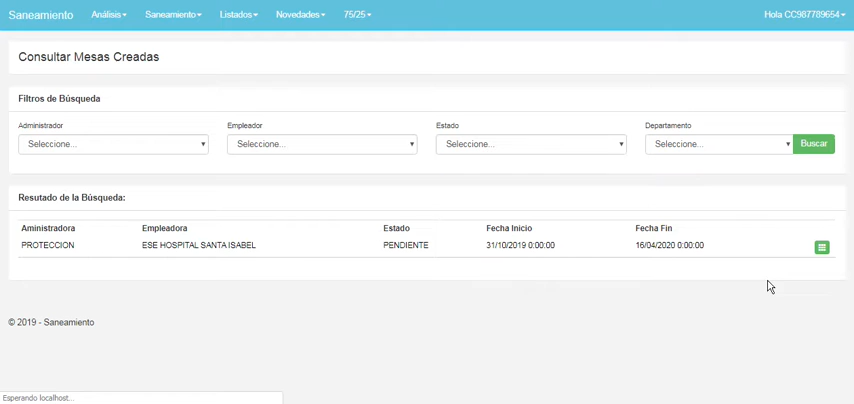 Saneamiento Análisis Saneamiento Listados Novedades 75/25 Hola CC987789654
Consultar Mesas Creadas
Filtros de Búsqueda
Administrador Empleador Estado Departamento
Seleccione... Seleccione... Seleccione... Seleccione... Buscar
Resutado de la Búsqueda:
Aministradora Empleadora Estado Fecha Inicio Fecha Fin
PROTECCION ESE HOSPITAL SANTA ISABEL PENDIENTE 31/10/2019 0:00:00 16/04/2020 0:00:00
© 2019 - Saneamiento
Esperando localhost...